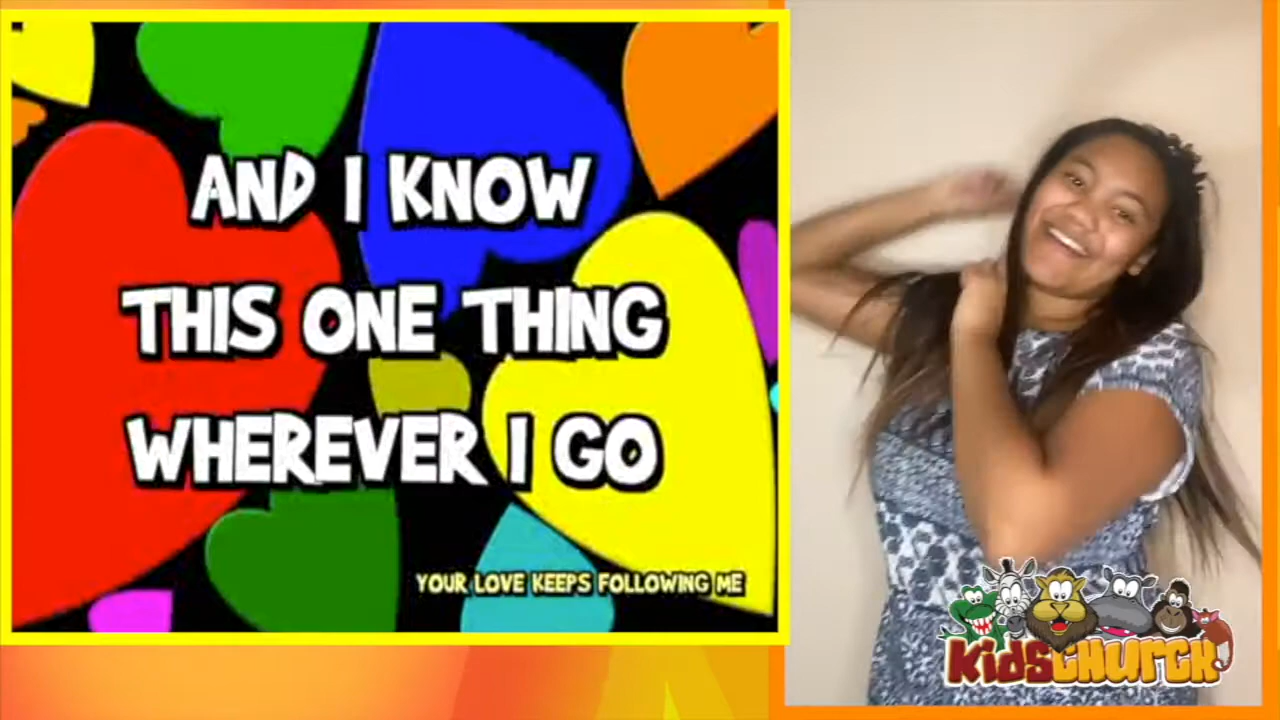 AND I KNOW
THIS ONE THING
WHEREVER I GO
YOUR LOVE KEEPS FOLLOWING ME
KIDSCHURCH